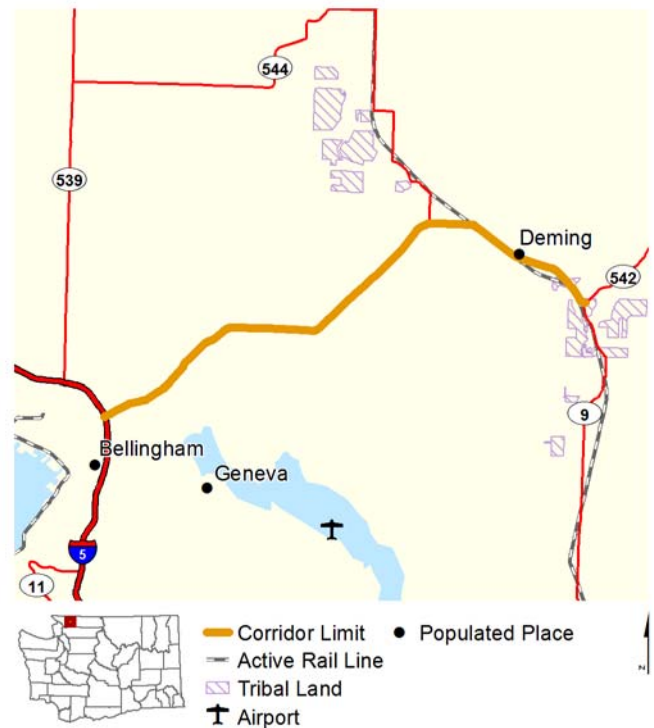 544
539
Deming
542
9
Bellingham
Geneva
5
11
Corridor Limit
Populated Place
Active Rail Line
Tribal Land
Airport
N